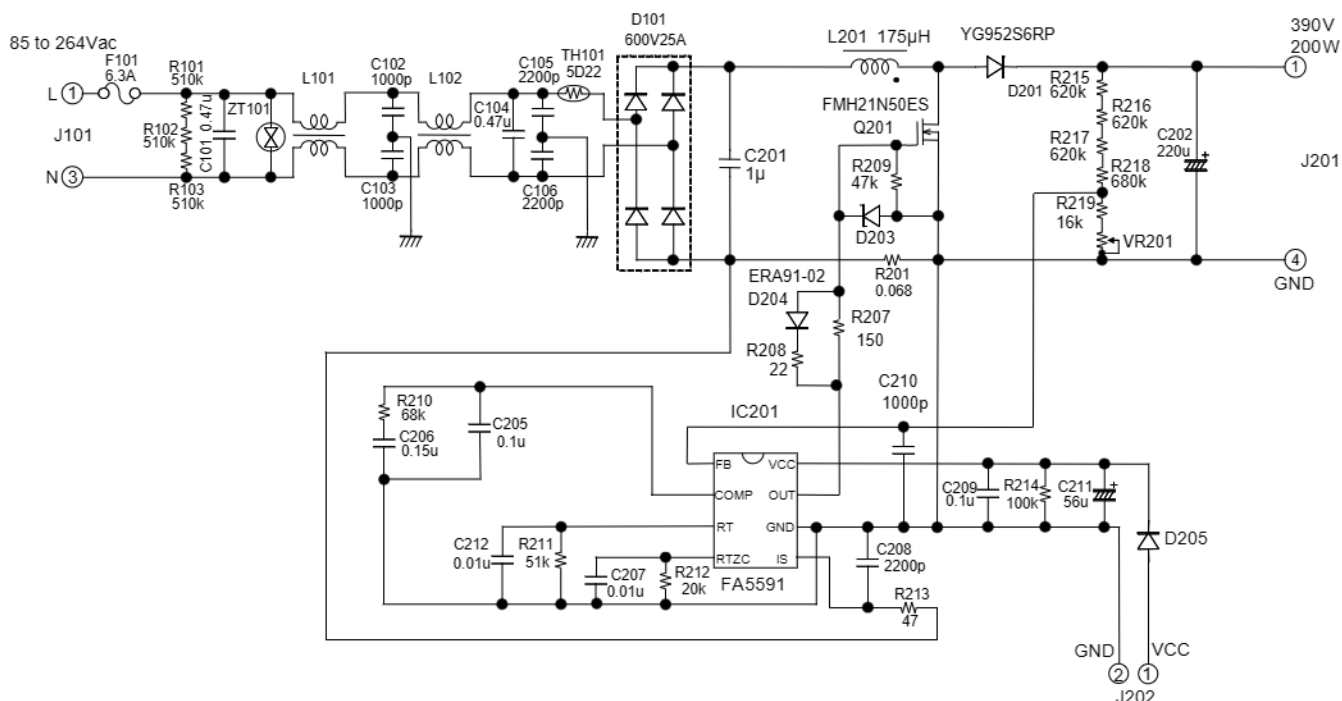 85 to 264Vac
F101
6.3A
L 1
J101
N 3
R101
510k
R102
510k
R103
510k
C101 0.47u
ZT101
L101
C102
1000p
C103
1000p
L102
C104
0.47u
C105
2200p
C106
2200p
TH101
5D22
D101
600V25A
C201
1µ
L201 175µH
YG952S6RP
D201
FMH21N50ES
Q201
R209
47k
D203
R201
0.068
R215
620k
R216
620k
R217
620k
R218
680k
R219
16k
VR201
C202
220u
+
390V
200W
1
J201
4
GND
ERA91-02
D204
R207
150
R208
22
R210
68k
C206
0.15u
C205
0.1u
IC201
C210
1000p
FB
VCC
COMP
OUT
RT
GND
RTZC
IS
FA5591
C212
0.01u
R211
51k
C207
0.01u
R212
20k
C208
2200p
R213
47
C209
0.1u
R214
100k
C211
56u
+
D205
GND
VCC
2
1
J202